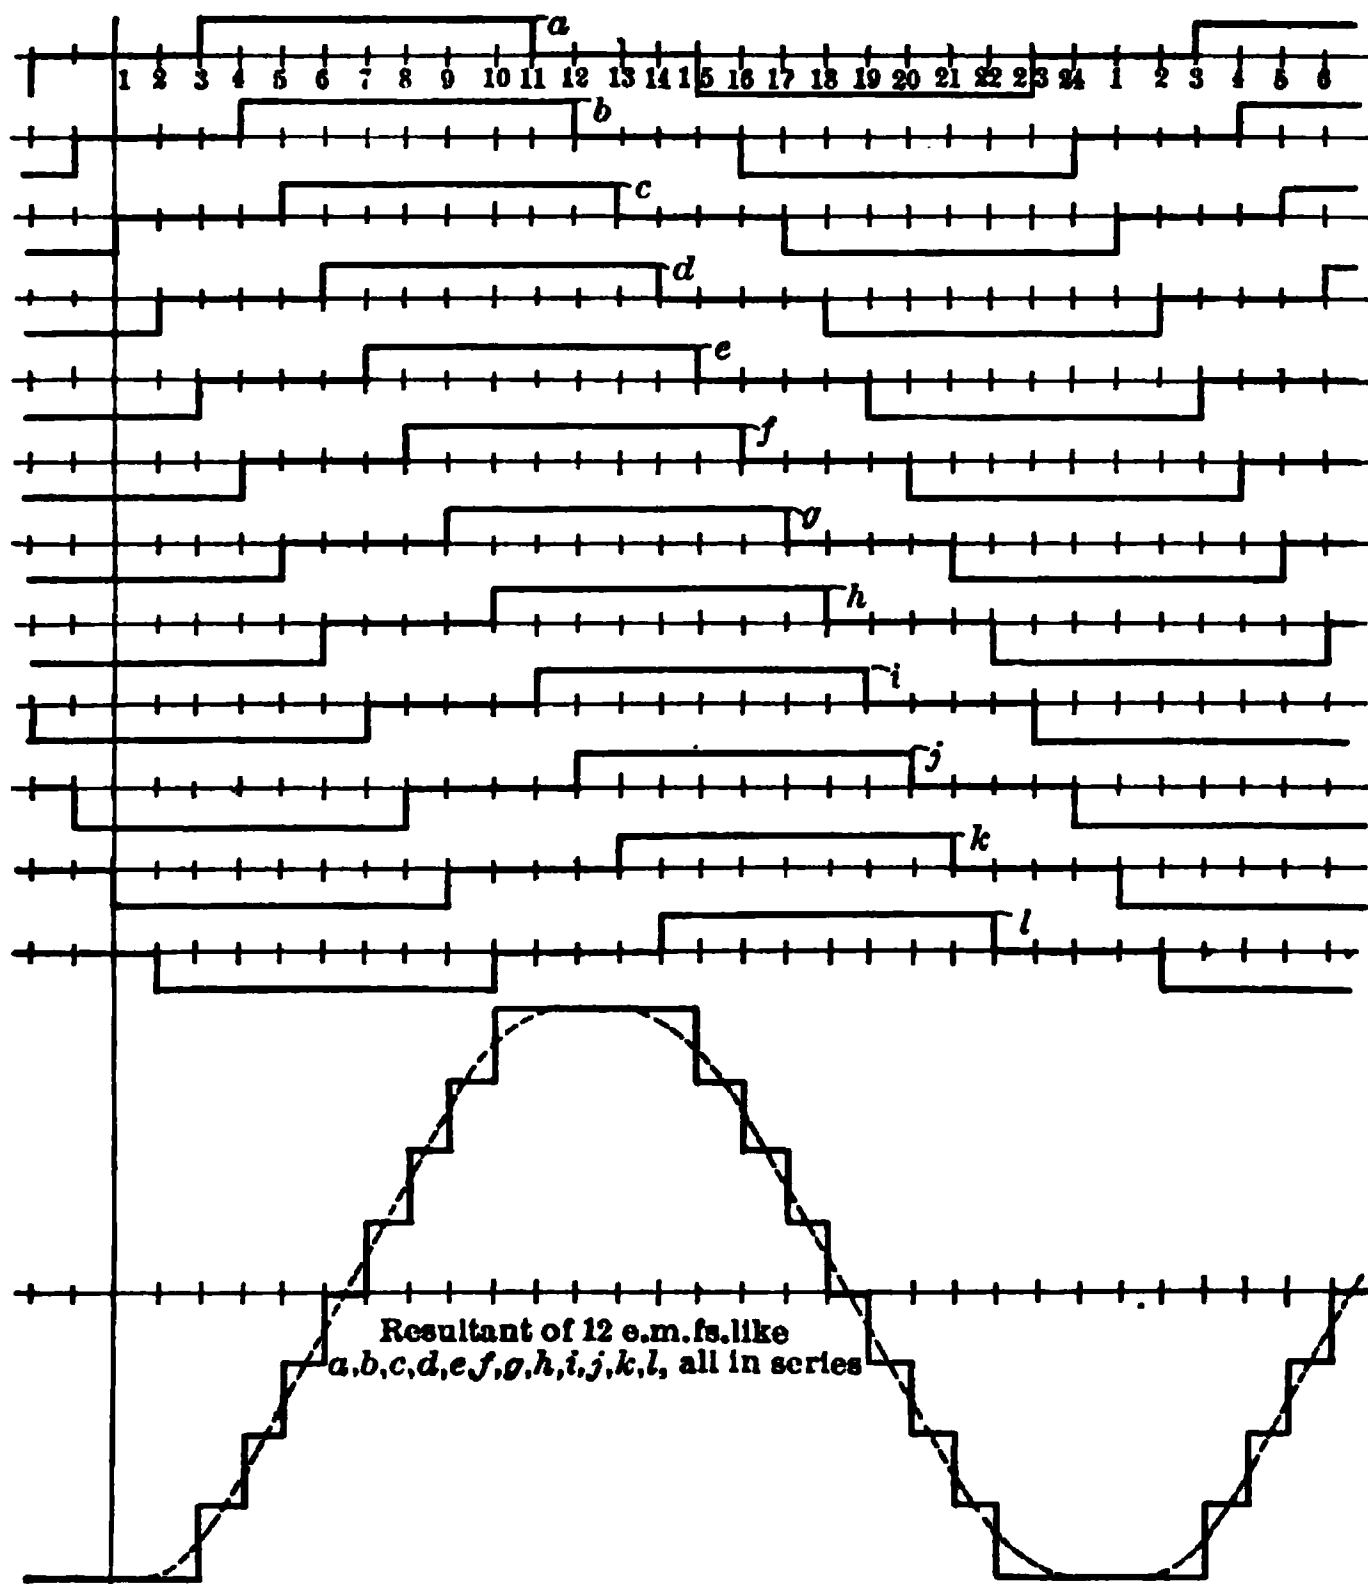 a
1 2 3 4 5 6 7 8 9 10 11 12 13 14 15 16 17 18 19 20 21 22 23 24 1 2 3 4 5 6
b
c
d
e
f
g
h
i
j
k
l
Resultant of 12 e.m.fs.like
a,b,c,d,e,f,g,h,i,j,k,l, all in series